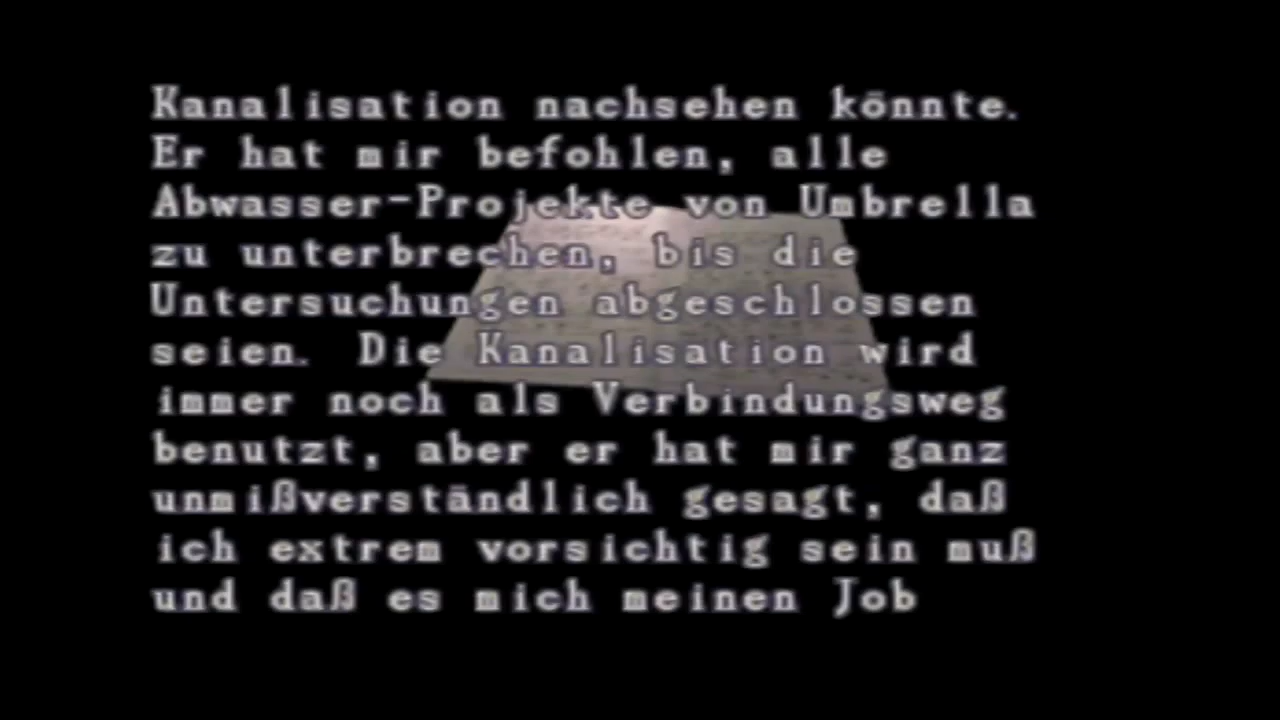 Kanalisation nachsehen könnte.
Er hat mir befohlen, alle
Abwasser-Projekte von Umbrella
zu unterbrechen, bis die
Untersuchungen abgeschlossen
seien. Die Kanalisation wird
immer noch als Verbindungsweg
benutzt, aber er hat mir ganz
unmißverständlich gesagt, daß
ich extrem vorsichtig sein muß
und daß es mich meinen Job